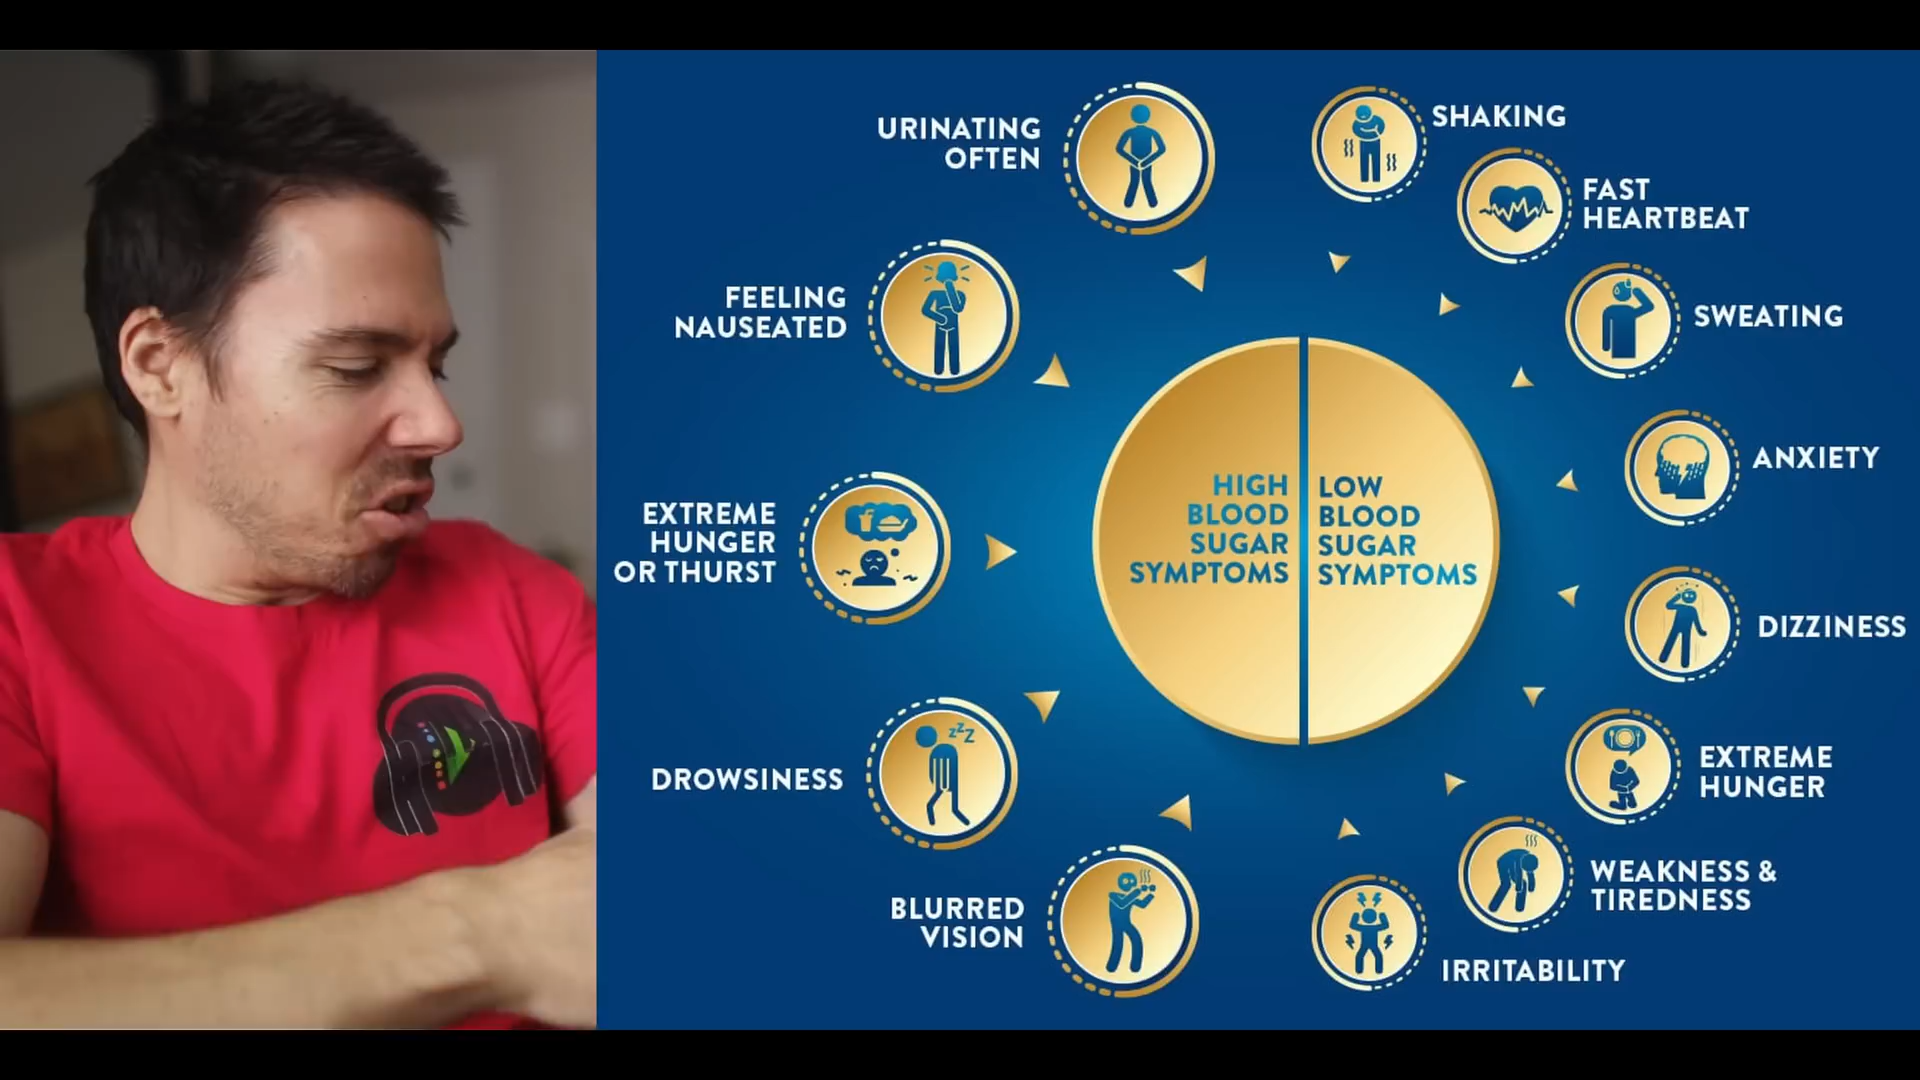 URINATING
OFTEN
FEELING
NAUSEATED
EXTREME
HUNGER
OR THURST
DROWSINESS
BLURRED
VISION
HIGH
BLOOD
SUGAR
SYMPTOMS
LOW
BLOOD
SUGAR
SYMPTOMS
SHAKING
FAST
HEARTBEAT
SWEATING
ANXIETY
DIZZINESS
EXTREME
HUNGER
WEAKNESS &
TIREDNESS
IRRITABILITY
zzZ